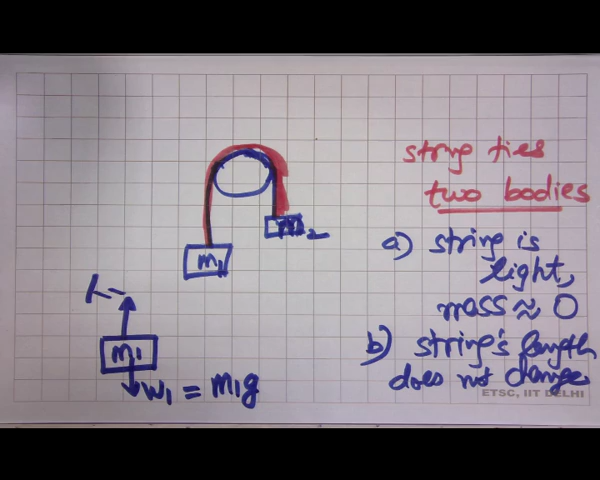 string ties
two bodies
a) string is
light,
mass ≈ 0
b) string's length
does not change
m2
m1
T
m1
w1 = m1g
ETSC, IIT DELHI